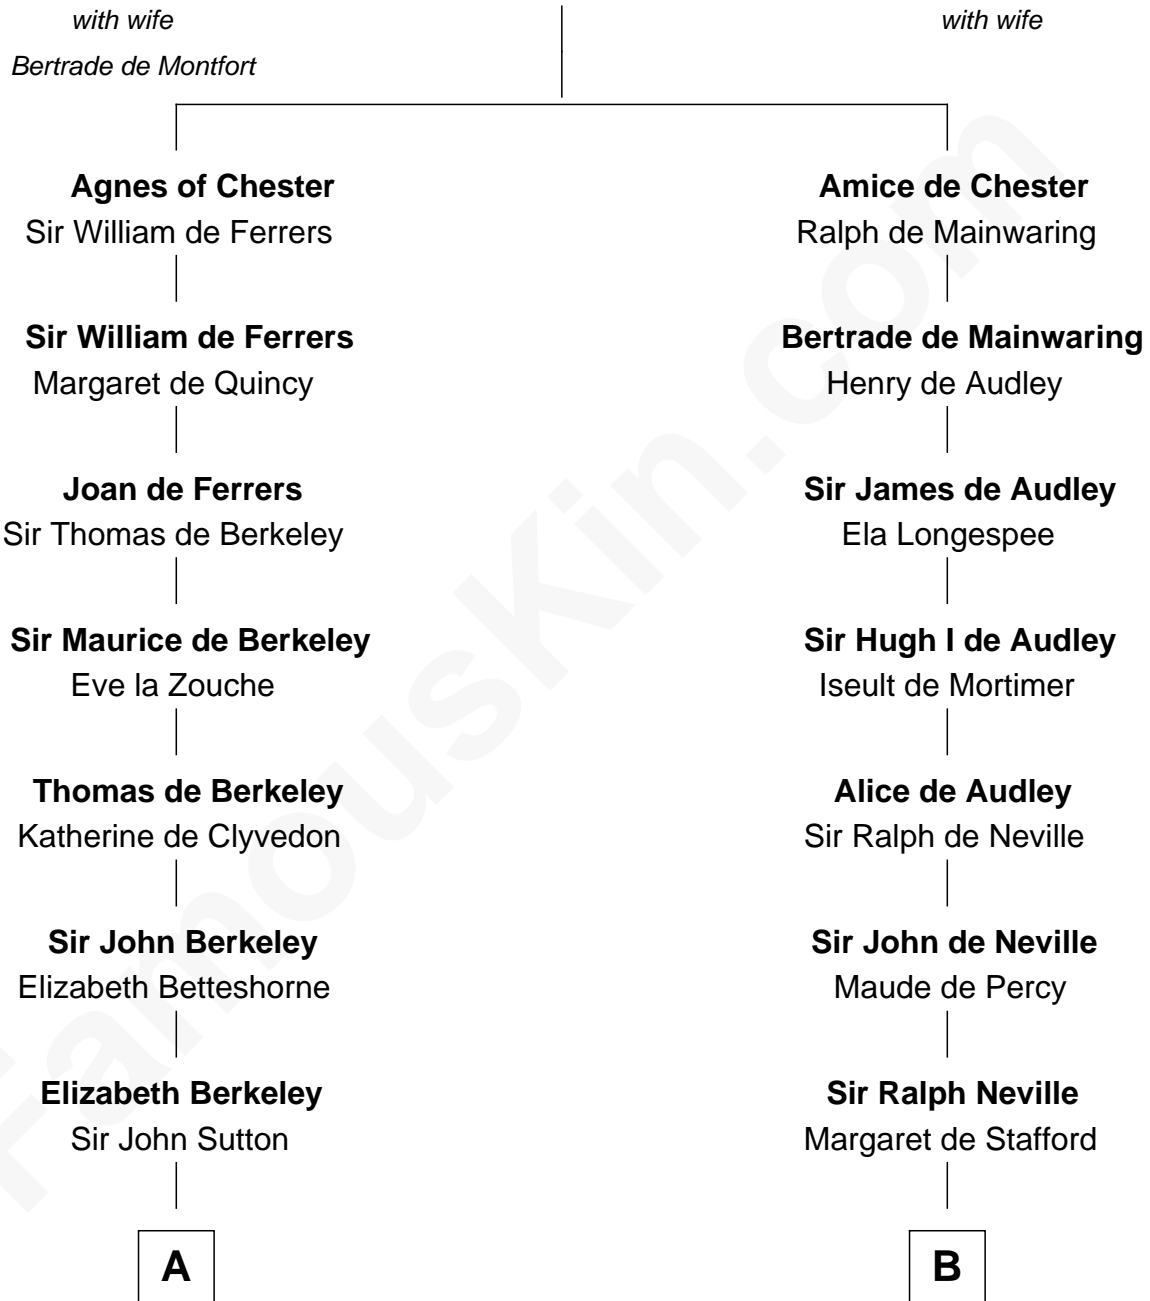 with wife
with wife
Bertrade de Montfort
Agnes of Chester
Amice de Chester
Sir William de Ferrers
Ralph de Mainwaring
Sir William de Ferrers
Bertrade de Mainwaring
Margaret de Quincy
Henry de Audley
Joan de Ferrers
Sir James de Audley
Sir Thomas de Berkeley
Ela Longespee
Sir Maurice de Berkeley
Sir Hugh I de Audley
Eve la Zouche
Iseult de Mortimer
Thomas de Berkeley
Alice de Audley
Katherine de Clyvedon
Sir Ralph de Neville
Sir John Berkeley
Sir John de Neville
Elizabeth Betteshorne
Maude de Percy
Elizabeth Berkeley
Sir Ralph Neville
Sir John Sutton
Margaret de Stafford
A
B
FamousKin.com